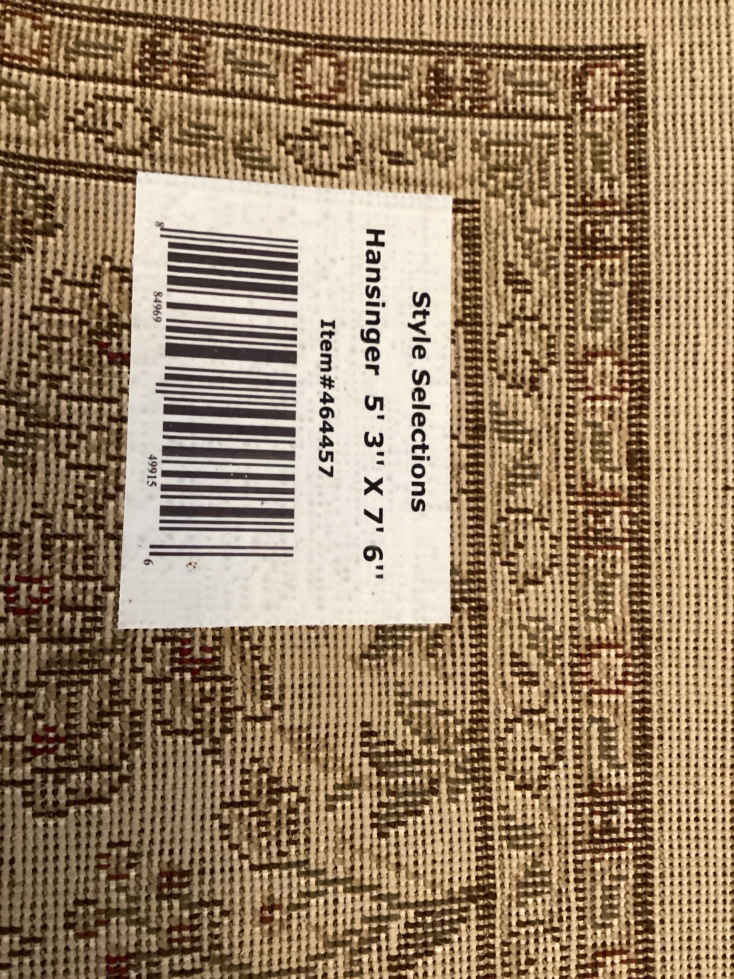 Style Selections
Hansinger 5' 3" X 7' 6"
Item#464457
8 84969 49915 6